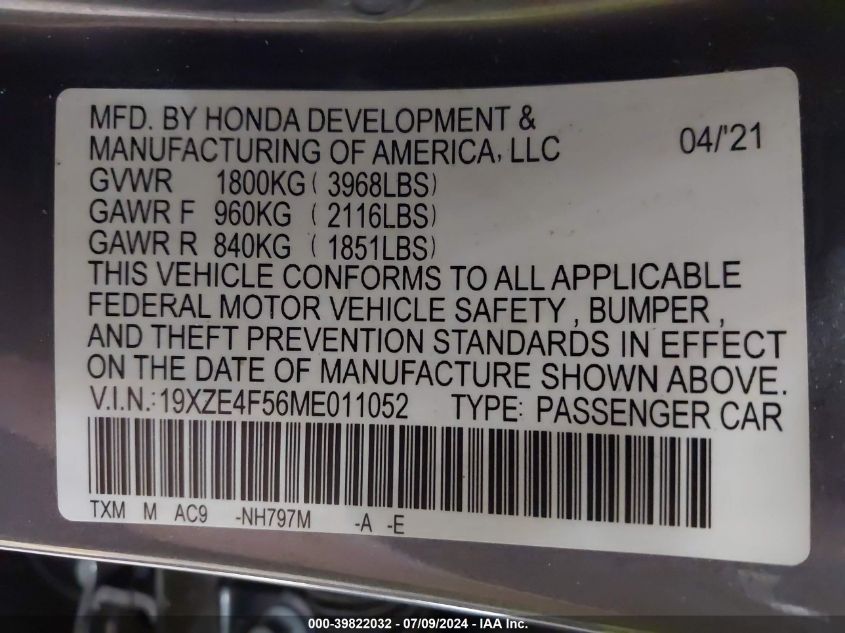 MFD. BY HONDA DEVELOPMENT &
MANUFACTURING OF AMERICA, LLC 04/'21
GVWR 1800KG ( 3968LBS)
GAWR F 960KG ( 2116LBS)
GAWR R 840KG ( 1851LBS)
THIS VEHICLE CONFORMS TO ALL APPLICABLE
FEDERAL MOTOR VEHICLE SAFETY , BUMPER ,
AND THEFT PREVENTION STANDARDS IN EFFECT
ON THE DATE OF MANUFACTURE SHOWN ABOVE.
V.I.N.:19XZE4F56ME011052 TYPE: PASSENGER CAR
TXM M AC9 -NH797M -A -E
000-39822032 - 07/09/2024 - IAA Inc.